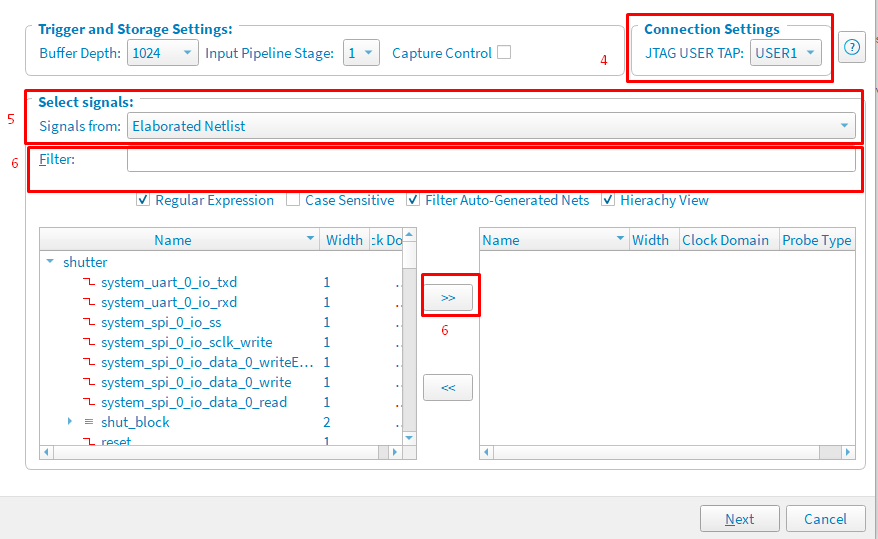 Trigger and Storage Settings:
Connection Settings
Buffer Depth: 1024 Input Pipeline Stage: 1 Capture Control
4
JTAG USER TAP: USER1
?
5
Select signals:
Signals from: Elaborated Netlist
6
Filter:
Regular Expression Case Sensitive Filter Auto-Generated Nets Hierachy View
Name Width ck Do
Name Width Clock Domain Probe Type
shutter
system_uart_0_io_txd 1 ..
system_uart_0_io_rxd 1 ..
system_spi_0_io_ss 1 ..
system_spi_0_io_sclk_write 1 ..
system_spi_0_io_data_0_writeE... 1 ..
system_spi_0_io_data_0_write 1 ..
system_spi_0_io_data_0_read 1 ..
shut_block 2 ..
reset 1
>>
6
<<
Next Cancel